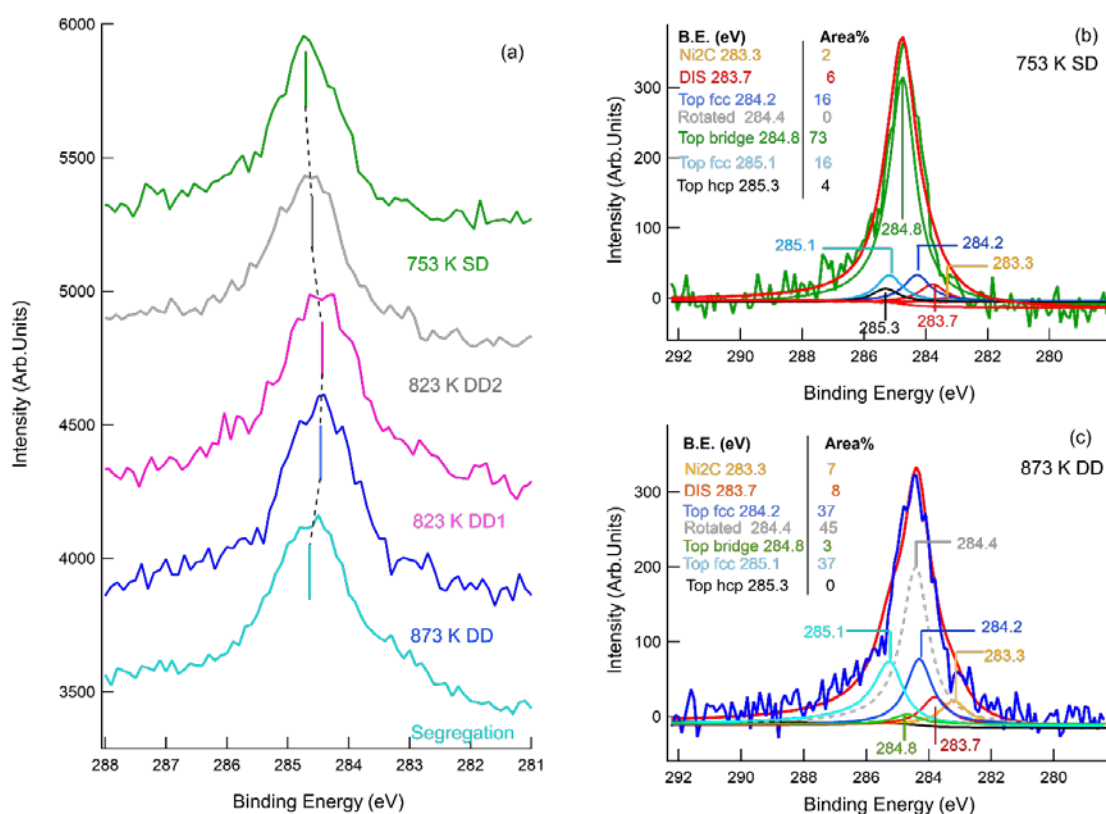 (a)
6000
5500
5000
4500
4000
3500
Intensity (Arb.Units)
753 K SD
823 K DD2
823 K DD1
873 K DD
Segregation
288 287 286 285 284 283 282 281
Binding Energy (eV)
(b)
753 K SD
B.E. (eV) Area%
Ni2C 283.3 2
DIS 283.7 6
Top fcc 284.2 16
Rotated 284.4 0
Top bridge 284.8 73
Top fcc 285.1 16
Top hcp 285.3 4
300
200
100
0
Intensity (Arb.Units)
284.8
285.1
284.2
283.3
285.3
283.7
292 290 288 286 284 282 280
Binding Energy (eV)
(c)
873 K DD
B.E. (eV) Area%
Ni2C 283.3 7
DIS 283.7 8
Top fcc 284.2 37
Rotated 284.4 45
Top bridge 284.8 3
Top fcc 285.1 37
Top hcp 285.3 0
300
200
100
0
Intensity (Arb.Units)
284.4
285.1
284.2
283.3
284.8
283.7
292 290 288 286 284 282 280
Binding Energy (eV)